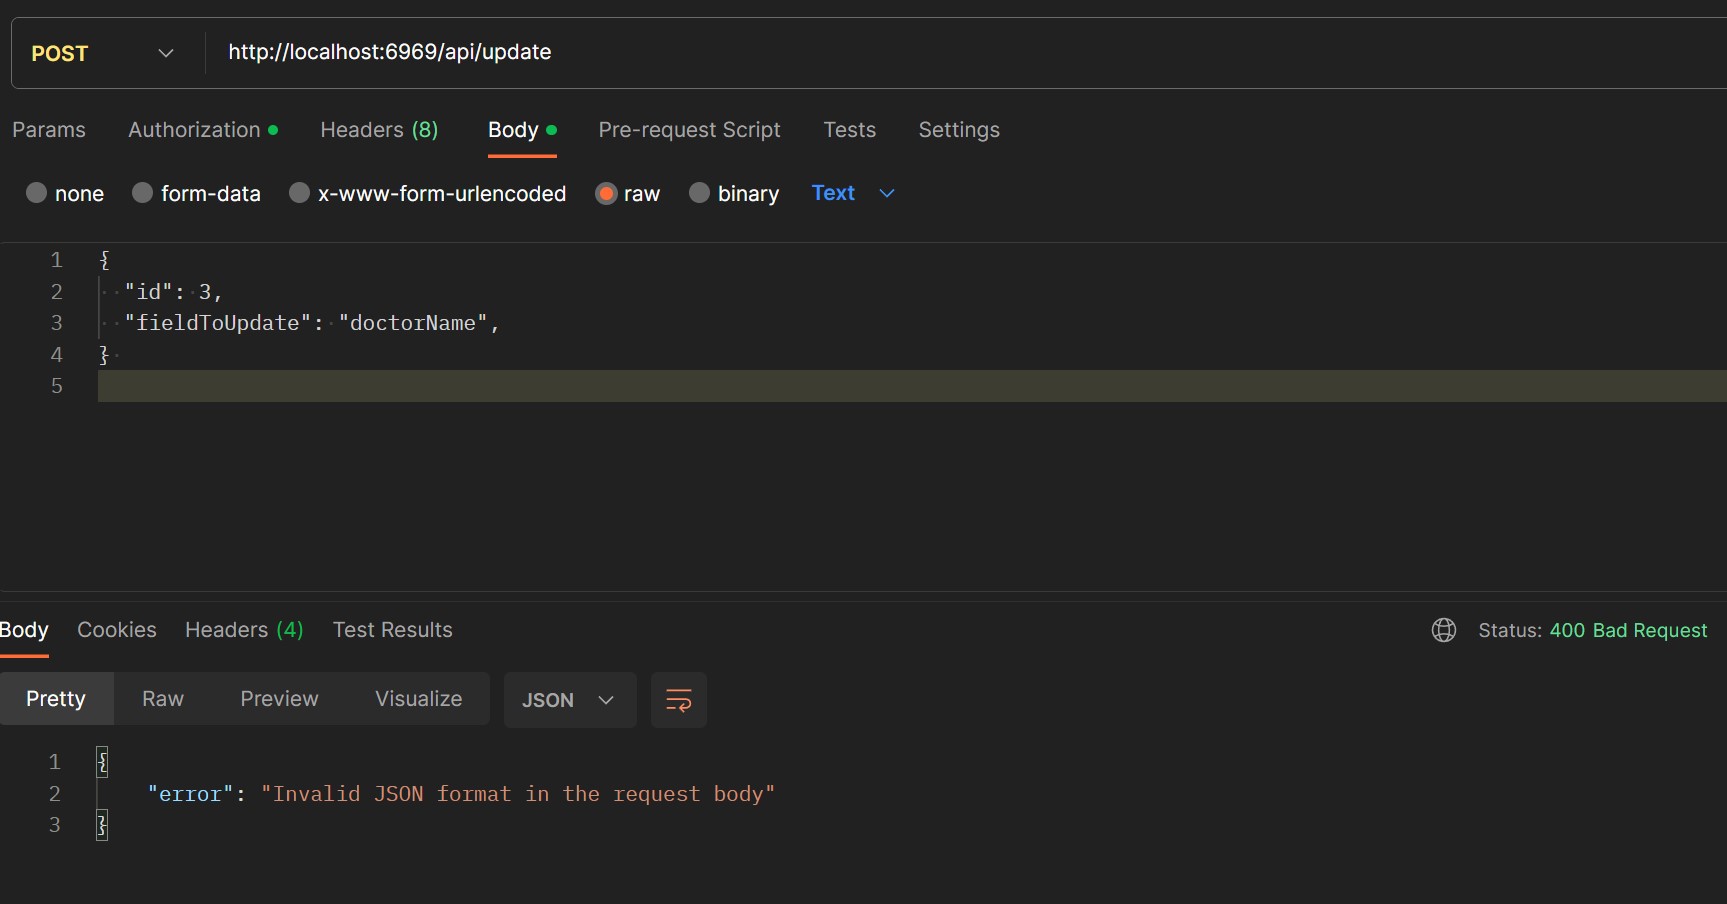 POST http://localhost:6969/api/update
Params Authorization Headers (8) Body Pre-request Script Tests Settings
none form-data x-www-form-urlencoded raw binary Text
1 {
2 "id": 3,
3 "fieldToUpdate": "doctorName",
4 }
5
Body Cookies Headers (4) Test Results Status: 400 Bad Request
Pretty Raw Preview Visualize JSON
1 {
2 "error": "Invalid JSON format in the request body"
3 }